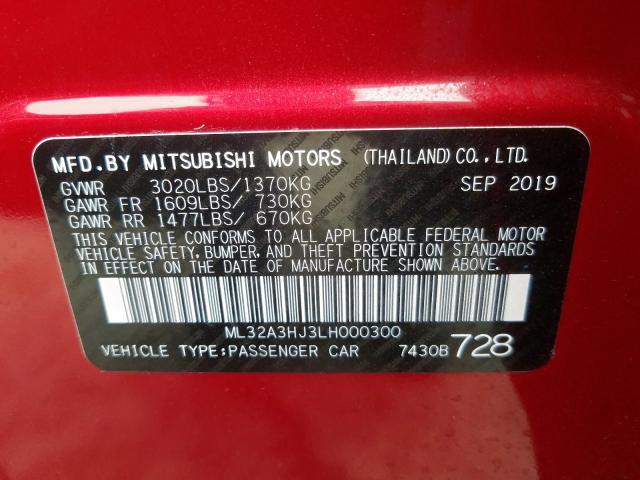 MFD.BY MITSUBISHI MOTORS (THAILAND) CO., LTD.
GVWR 3020LBS/1370KG SEP 2019
GAWR FR 1609LBS/ 730KG
GAWR RR 1477LBS/ 670KG
THIS VEHICLE CONFORMS TO ALL APPLICABLE FEDERAL MOTOR
VEHICLE SAFETY, BUMPER, AND THEFT PREVENTION STANDARDS
IN EFFECT ON THE DATE OF MANUFACTURE SHOWN ABOVE.
ML32A3HJ3LH000300
VEHICLE TYPE:PASSENGER CAR 7430B 728